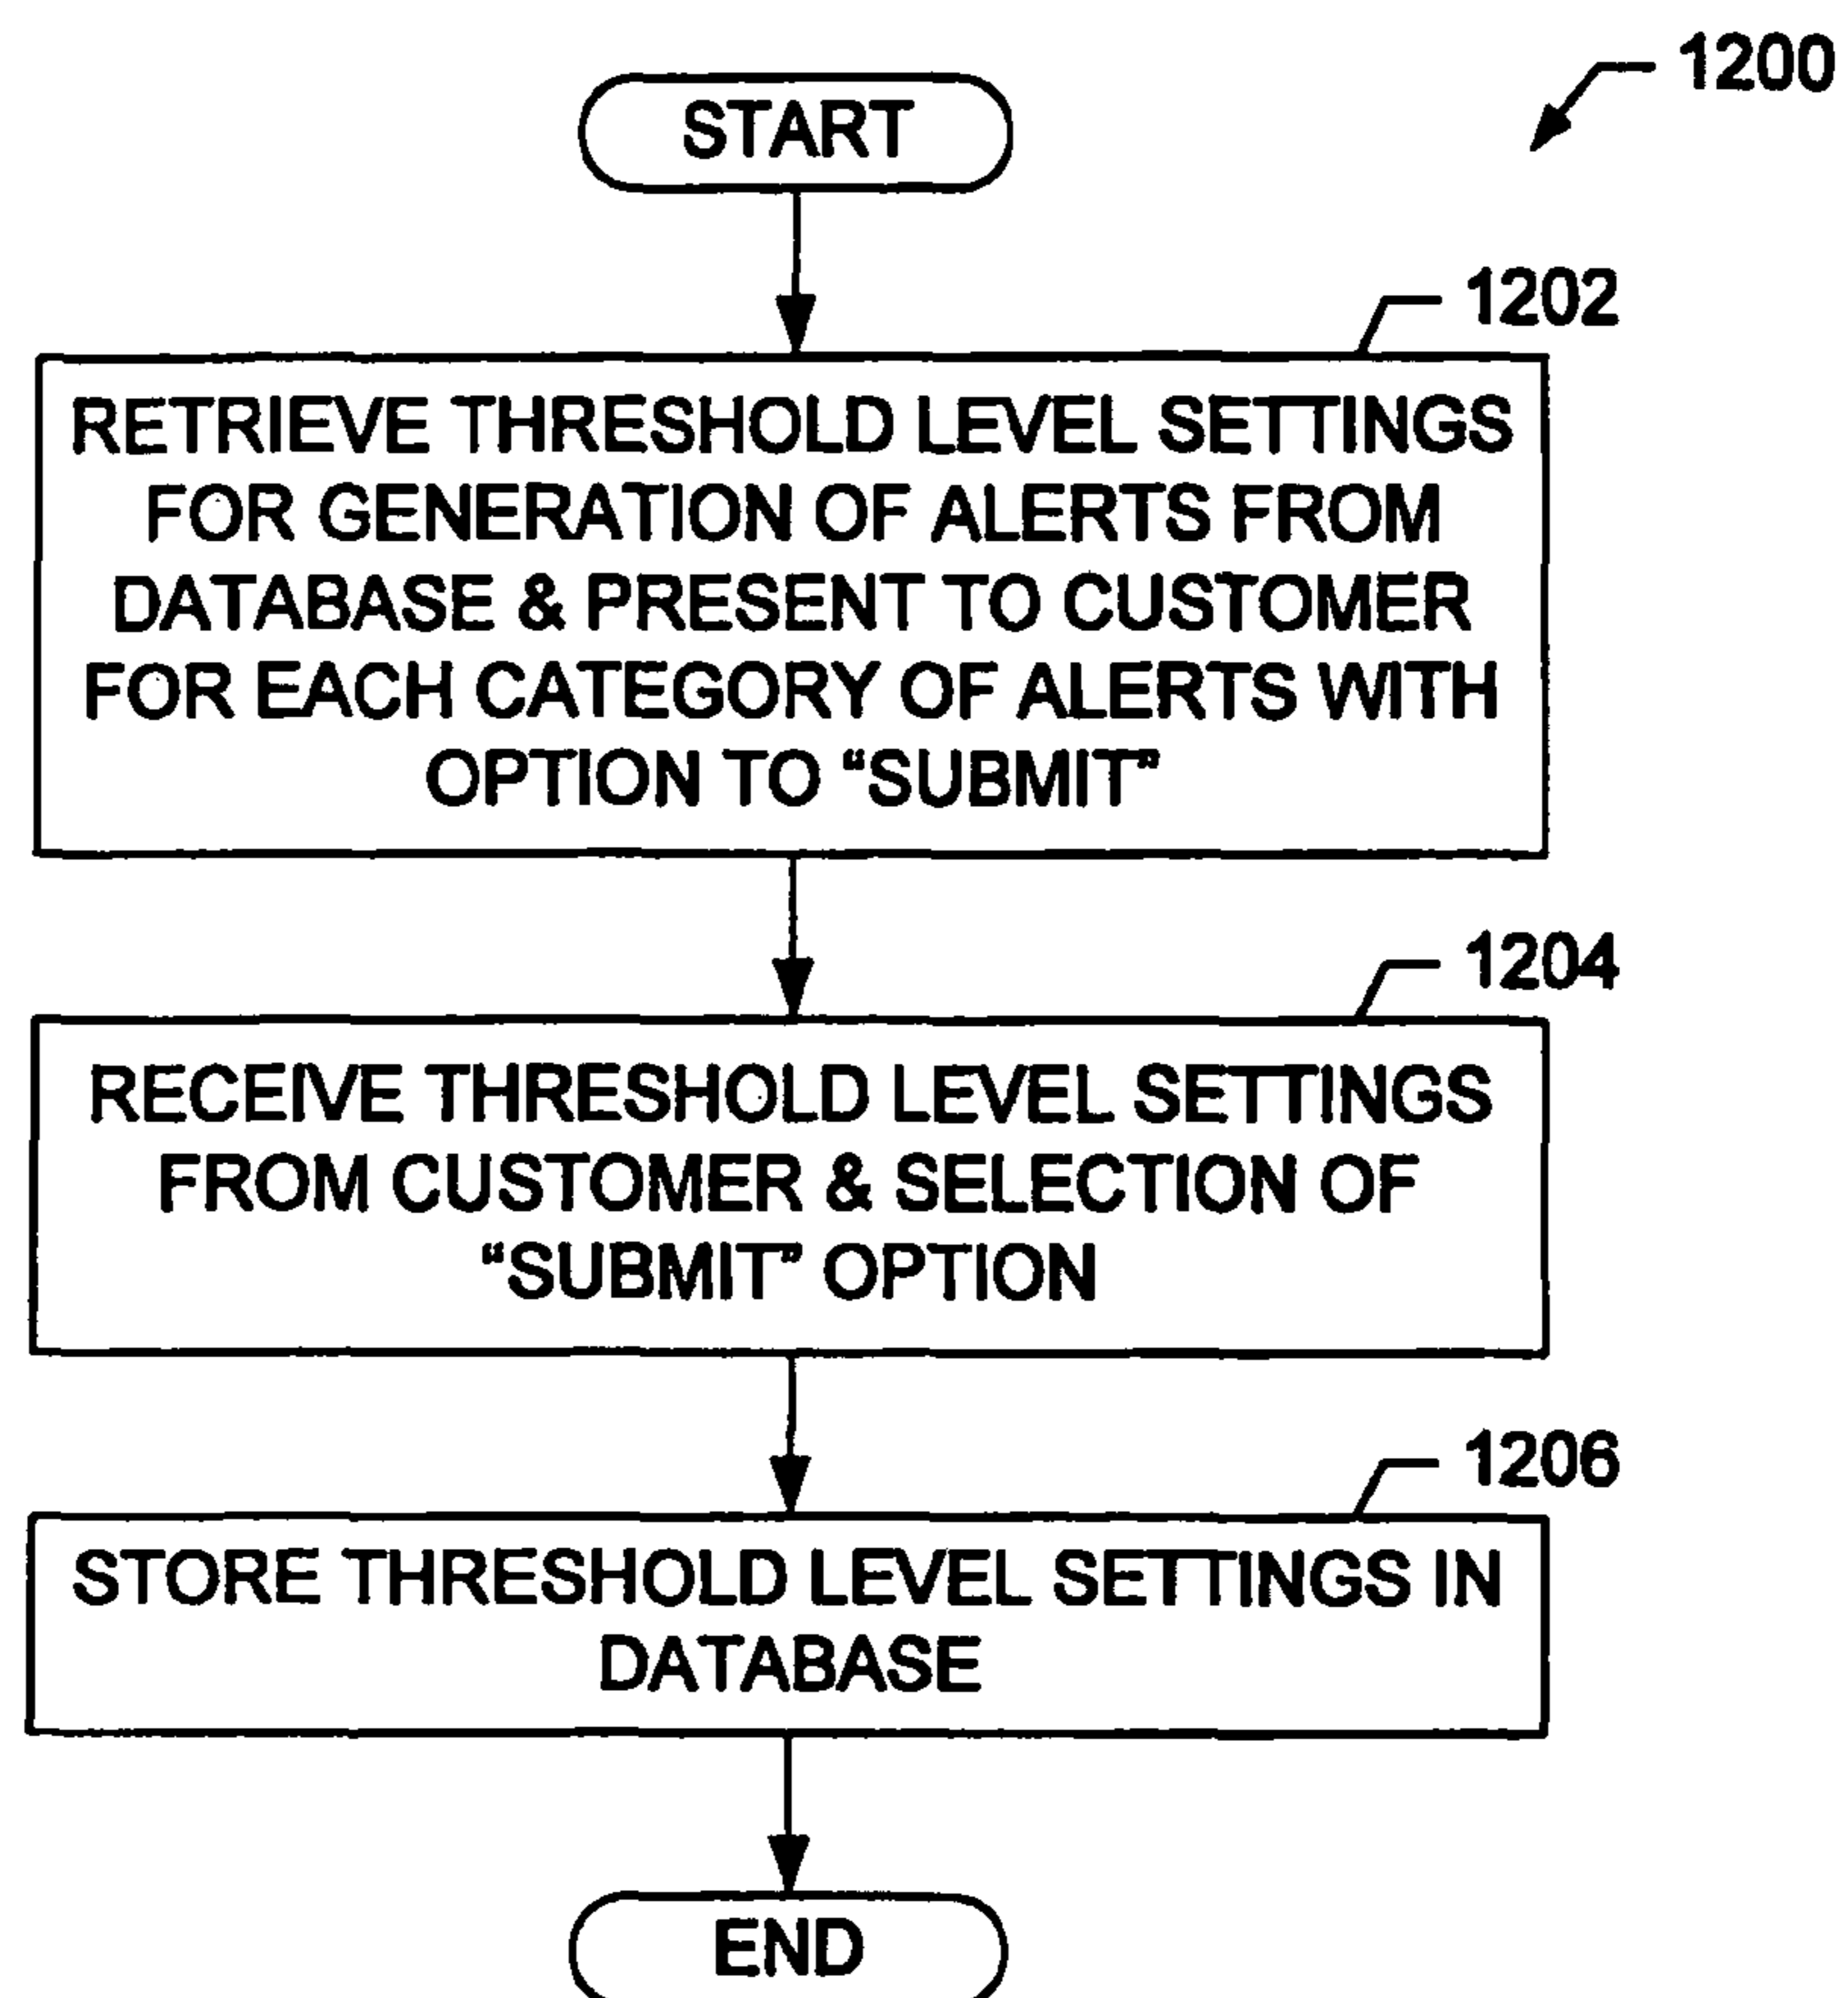 1200
START
1202
RETRIEVE THRESHOLD LEVEL SETTINGS
FOR GENERATION OF ALERTS FROM
DATABASE & PRESENT TO CUSTOMER
FOR EACH CATEGORY OF ALERTS WITH
OPTION TO “SUBMIT”
1204
RECEIVE THRESHOLD LEVEL SETTINGS
FROM CUSTOMER & SELECTION OF
“SUBMIT” OPTION
1206
STORE THRESHOLD LEVEL SETTINGS IN
DATABASE
END